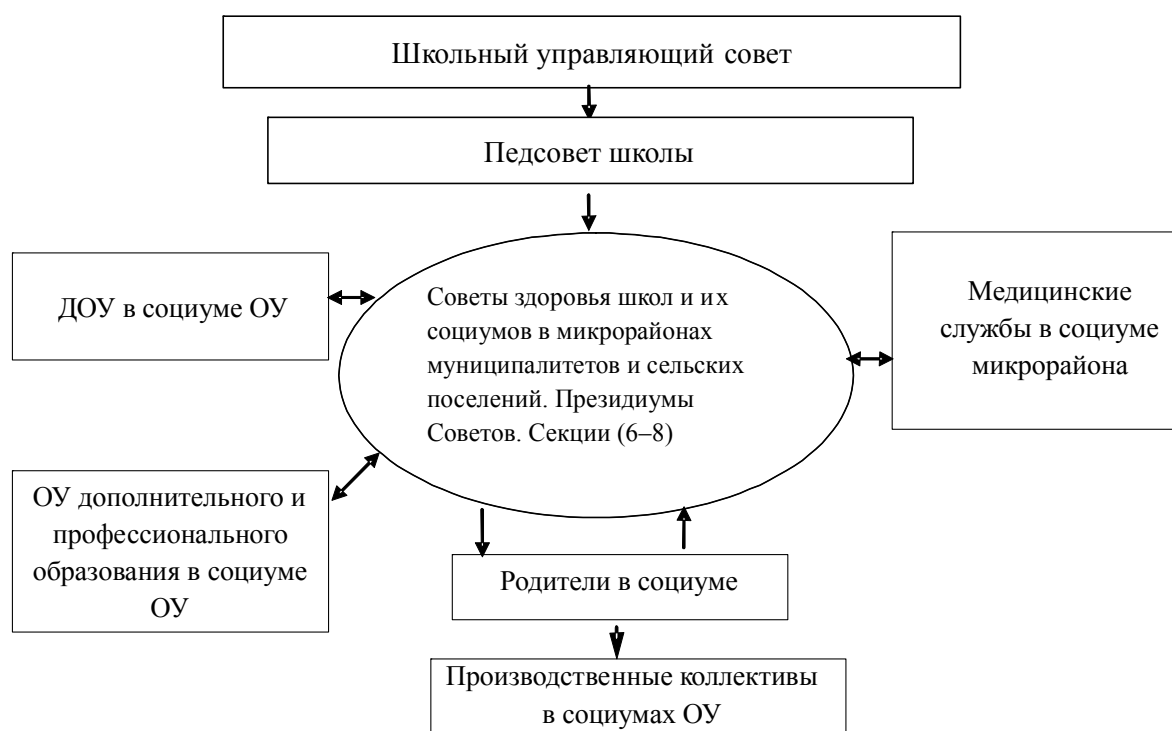 Школьный управляющий совет
Педсовет школы
ДОУ в социуме ОУ
Советы здоровья школ и их
социумов в микрорайонах
муниципалитетов и сельских
поселений. Президиумы
Советов. Секции (6–8)
Медицинские
службы в социуме
микрорайона
ОУ дополнительного и
профессионального
образования в социуме
ОУ
Родители в социуме
Производственные коллективы
в социумах ОУ